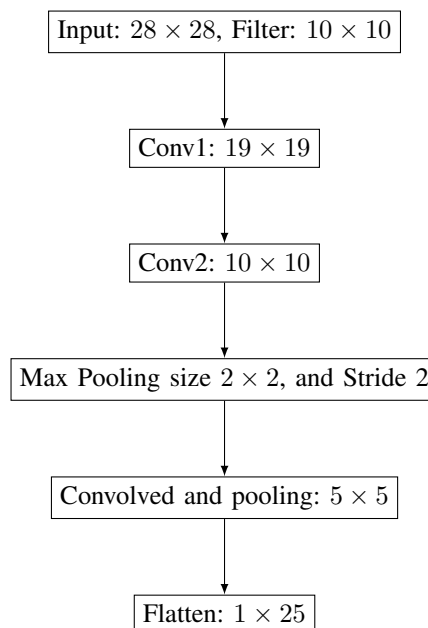 Input: 28 × 28, Filter: 10 × 10
Conv1: 19 × 19
Conv2: 10 × 10
Max Pooling size 2 × 2, and Stride 2
Convolved and pooling: 5 × 5
Flatten: 1 × 25